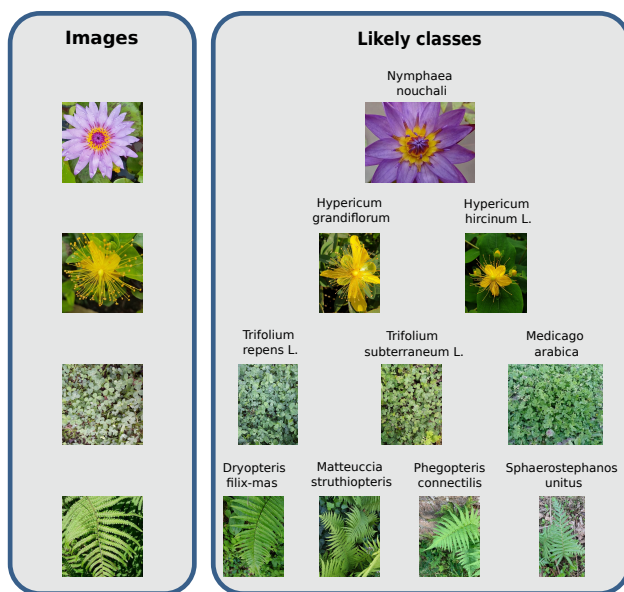 Images
Likely classes
Nymphaea
nouchali
Hypericum
grandiflorum
Hypericum
hircinum L.
Trifolium
repens L.
Trifolium
subterraneum L.
Medicago
arabica
Dryopteris
filix-mas
Matteuccia
struthiopteris
Phegopteris
connectilis
Sphaerostephanos
unitus